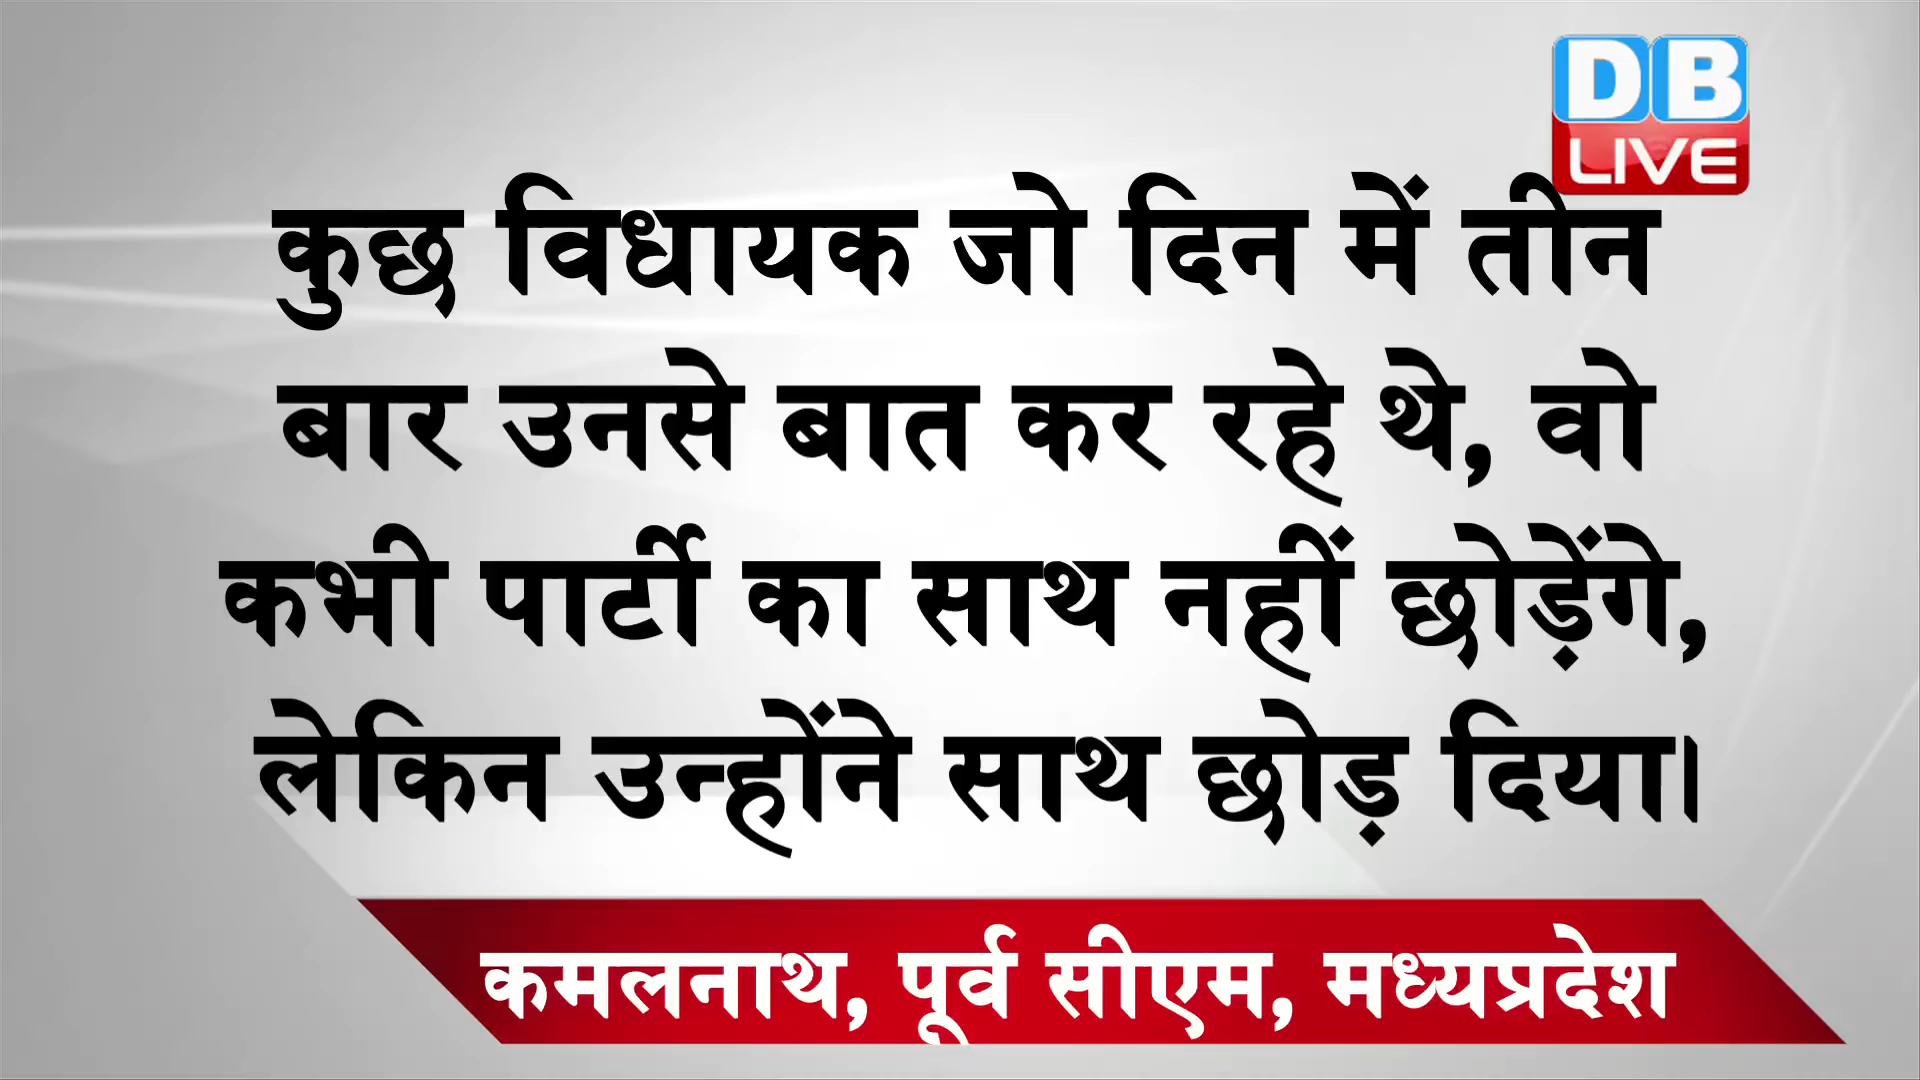 DB
LIVE
कुछ विधायक जो दिन में तीन
बार उनसे बात कर रहे थे, वो
कभी पार्टी का साथ नहीं छोड़ेंगे,
लेकिन उन्होंने साथ छोड़ दिया।
कमलनाथ, पूर्व सीएम, मध्यप्रदेश